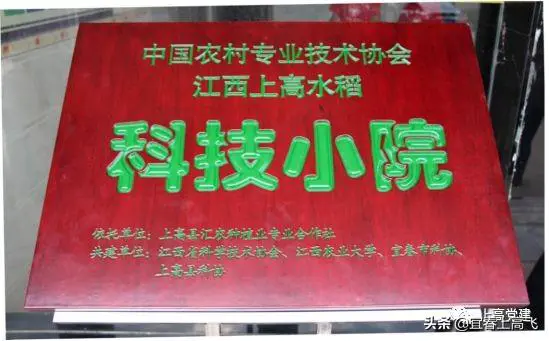 中国农村专业技术协会
江西上高水稻
科技小院
依托单位：上高县汇农种植业专业合作社
共建单位：江西省科学技术协会、江西农业大学、宜春市科协、
上高县科协
上高党建
头条@宜春上高飞